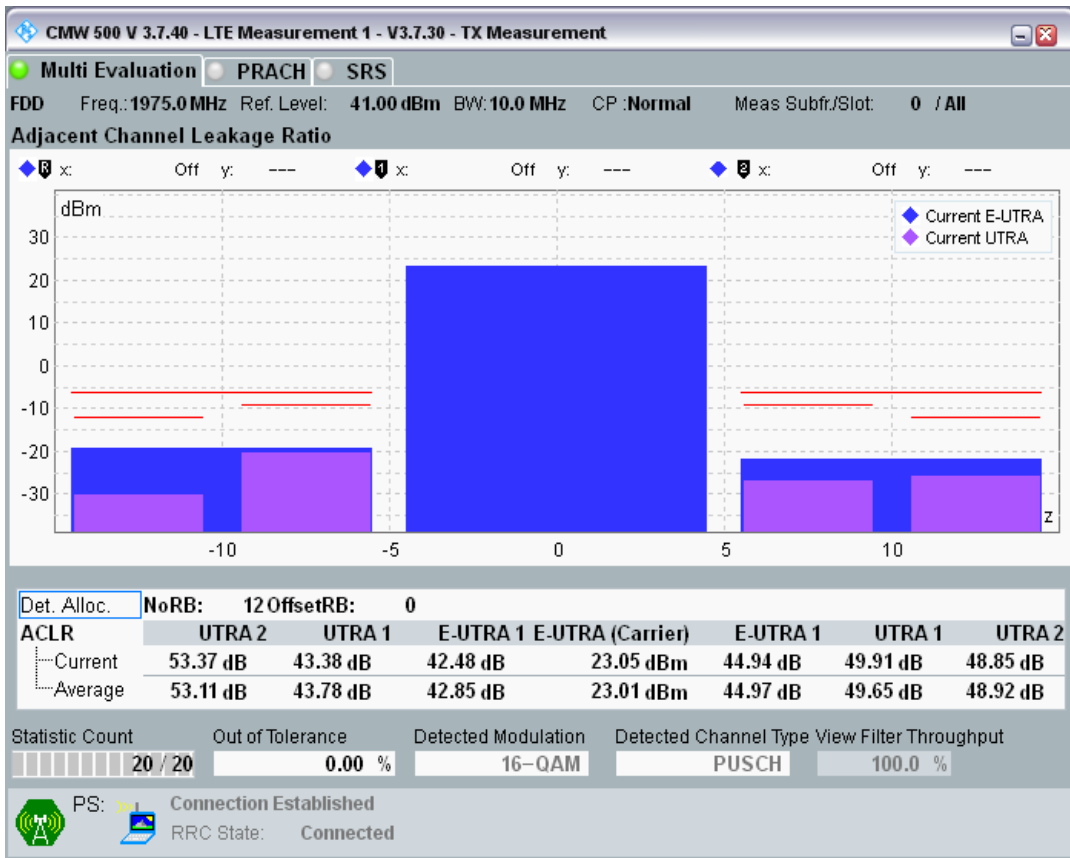 CMW 500 V 3.7.40 - LTE Measurement 1 - V3.7.30 - TX Measurement
Multi Evaluation PRACH SRS
FDD Freg.:1975.0 MHz Ref. Level: 41.00 dBm BW:10.0 MHz CP :Normal Meas Subfr./Slot: 0 / All
Adjacent Channel Leakage Ratio
R x: Off y: --- 1 x: Off y: --- 2 x: Off y: ---
dBm
Current E-UTRA
Current UTRA
30
20
10
0
-10
-20
-30
z
-10 -5 0 5 10
Det. Alloc. NoRB: 12 OffsetRB: 0
ACLR UTRA 2 UTRA 1 E-UTRA 1 E-UTRA (Carrier) E-UTRA 1 UTRA 1 UTRA 2
Current 53.37 dB 43.38 dB 42.48 dB 23.05 dBm 44.94 dB 49.91 dB 48.85 dB
Average 53.11 dB 43.78 dB 42.85 dB 23.01 dBm 44.97 dB 49.65 dB 48.92 dB
Statistic Count Out of Tolerance Detected Modulation Detected Channel Type View Filter Throughput
20 / 20 0.00 % 16-QAM PUSCH 100.0 %
PS: Connection Established
RRC State: Connected